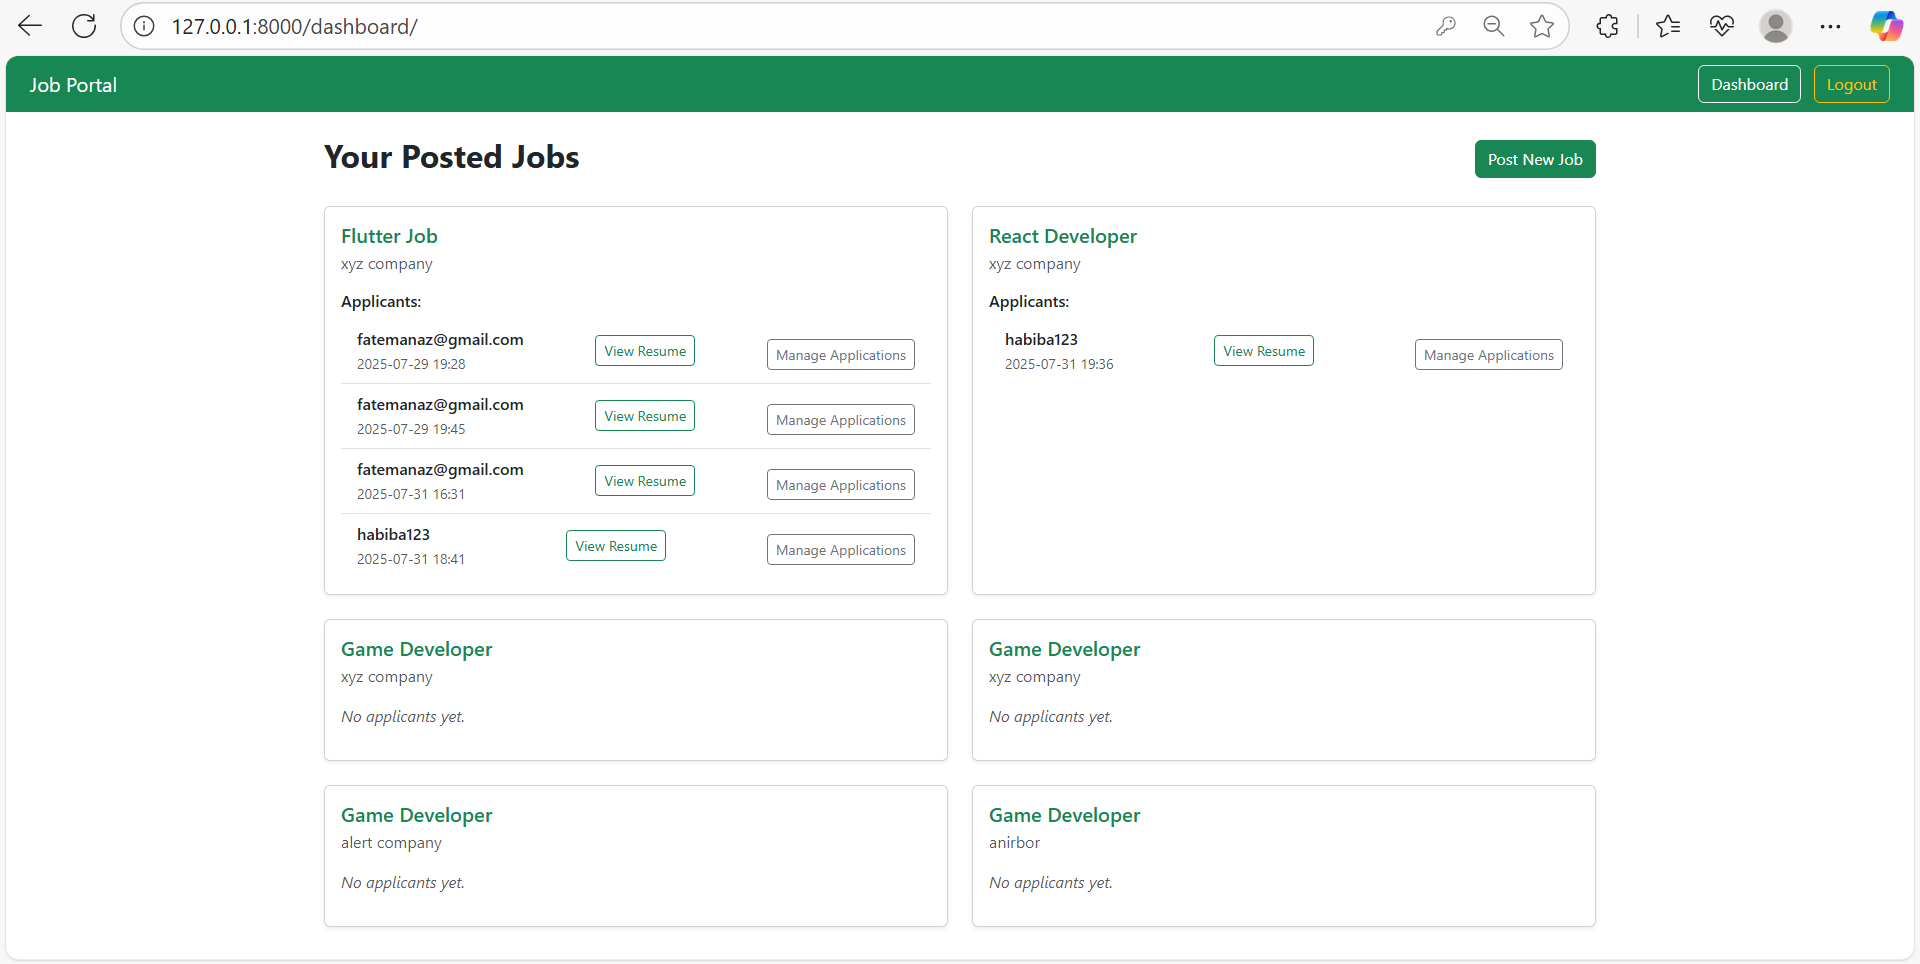 127.0.0.1:8000/dashboard/
Job Portal
Dashboard
Logout
Your Posted Jobs
Post New Job
Flutter Job
xyz company
Applicants:
fatemanaz@gmail.com
2025-07-29 19:28
View Resume
Manage Applications
fatemanaz@gmail.com
2025-07-29 19:45
View Resume
Manage Applications
fatemanaz@gmail.com
2025-07-31 16:31
View Resume
Manage Applications
habiba123
2025-07-31 18:41
View Resume
Manage Applications
React Developer
xyz company
Applicants:
habiba123
2025-07-31 19:36
View Resume
Manage Applications
Game Developer
xyz company
No applicants yet.
Game Developer
xyz company
No applicants yet.
Game Developer
alert company
No applicants yet.
Game Developer
anirbor
No applicants yet.